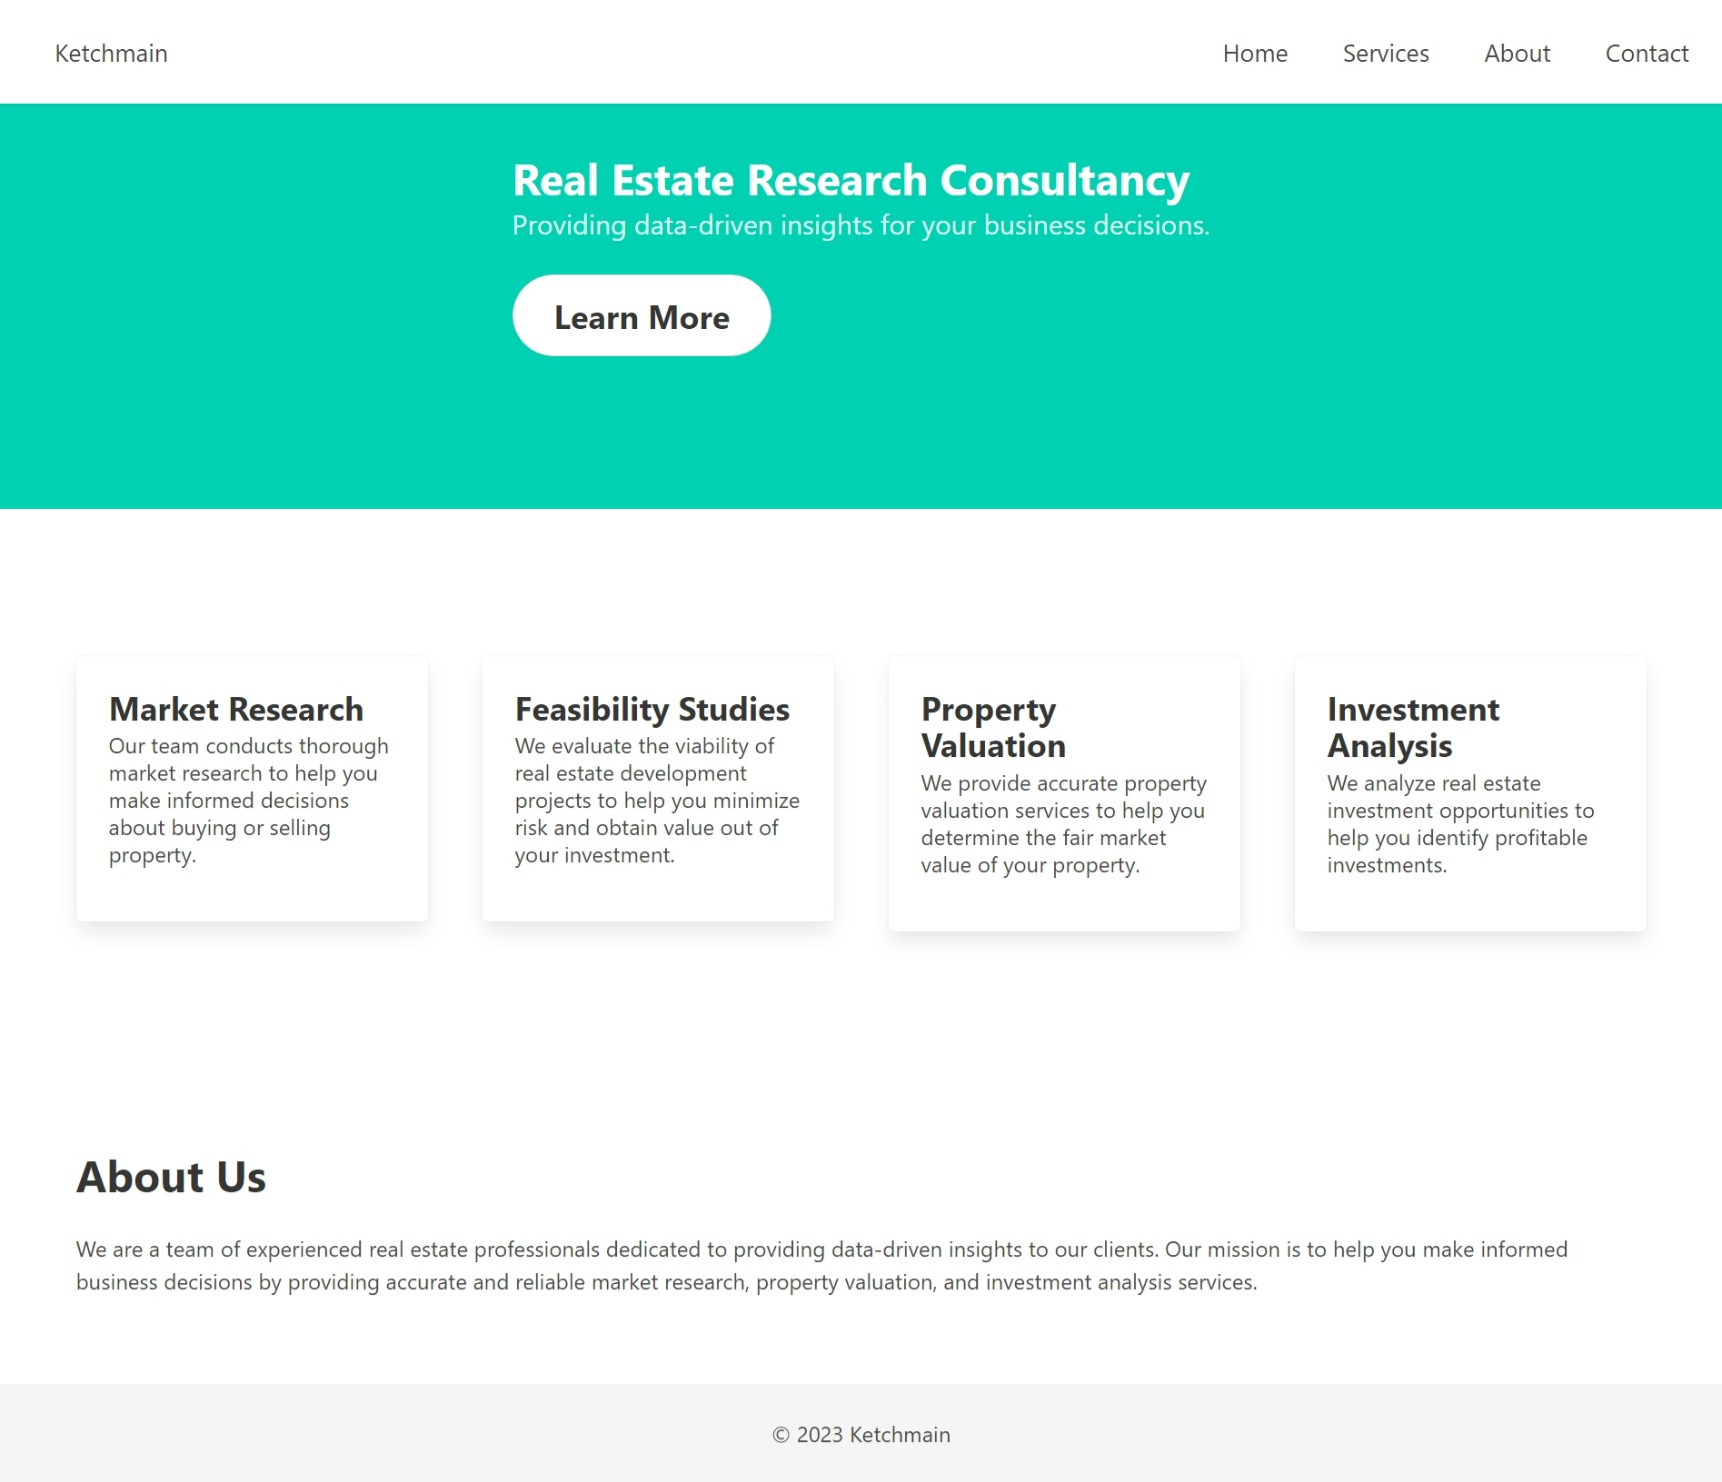 Ketchmain
Home
Services
About
Contact
Real Estate Research Consultancy
Providing data-driven insights for your business decisions.
Learn More
Market Research
Our team conducts thorough
market research to help you
make informed decisions
about buying or selling
property.
Feasibility Studies
We evaluate the viability of
real estate development
projects to help you minimize
risk and obtain value out of
your investment.
Property
Valuation
We provide accurate property
valuation services to help you
determine the fair market
value of your property.
Investment
Analysis
We analyze real estate
investment opportunities to
help you identify profitable
investments.
About Us
We are a team of experienced real estate professionals dedicated to providing data-driven insights to our clients. Our mission is to help you make informed
business decisions by providing accurate and reliable market research, property valuation, and investment analysis services.
© 2023 Ketchmain